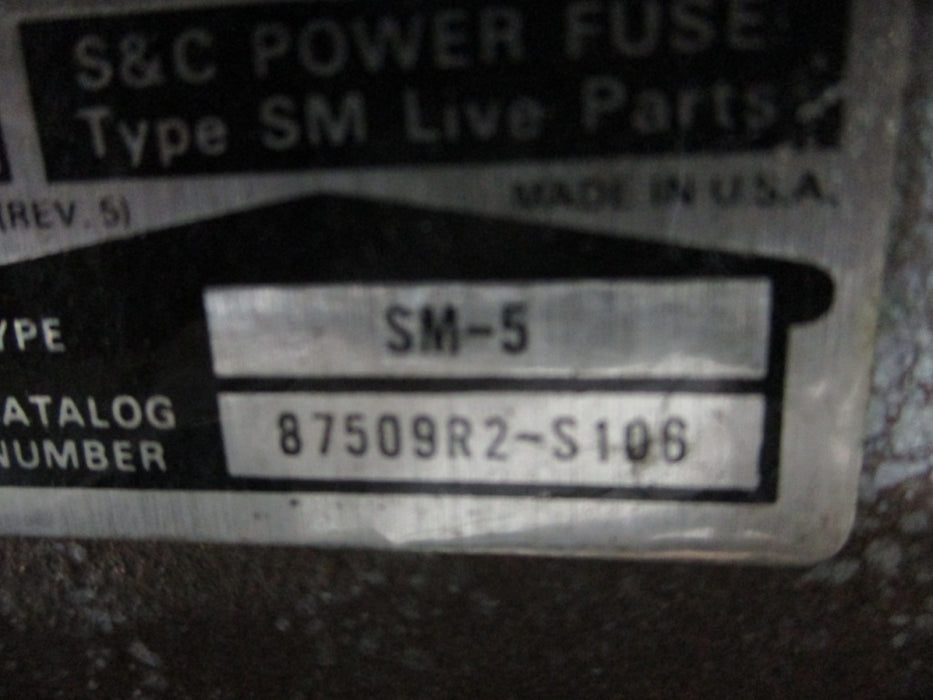 S&C POWER FUSE
Type SM Live Parts
(REV. 5)
MADE IN U.S.A.
YPE
SM-5
ATALOG
NUMBER
87509R2-S106